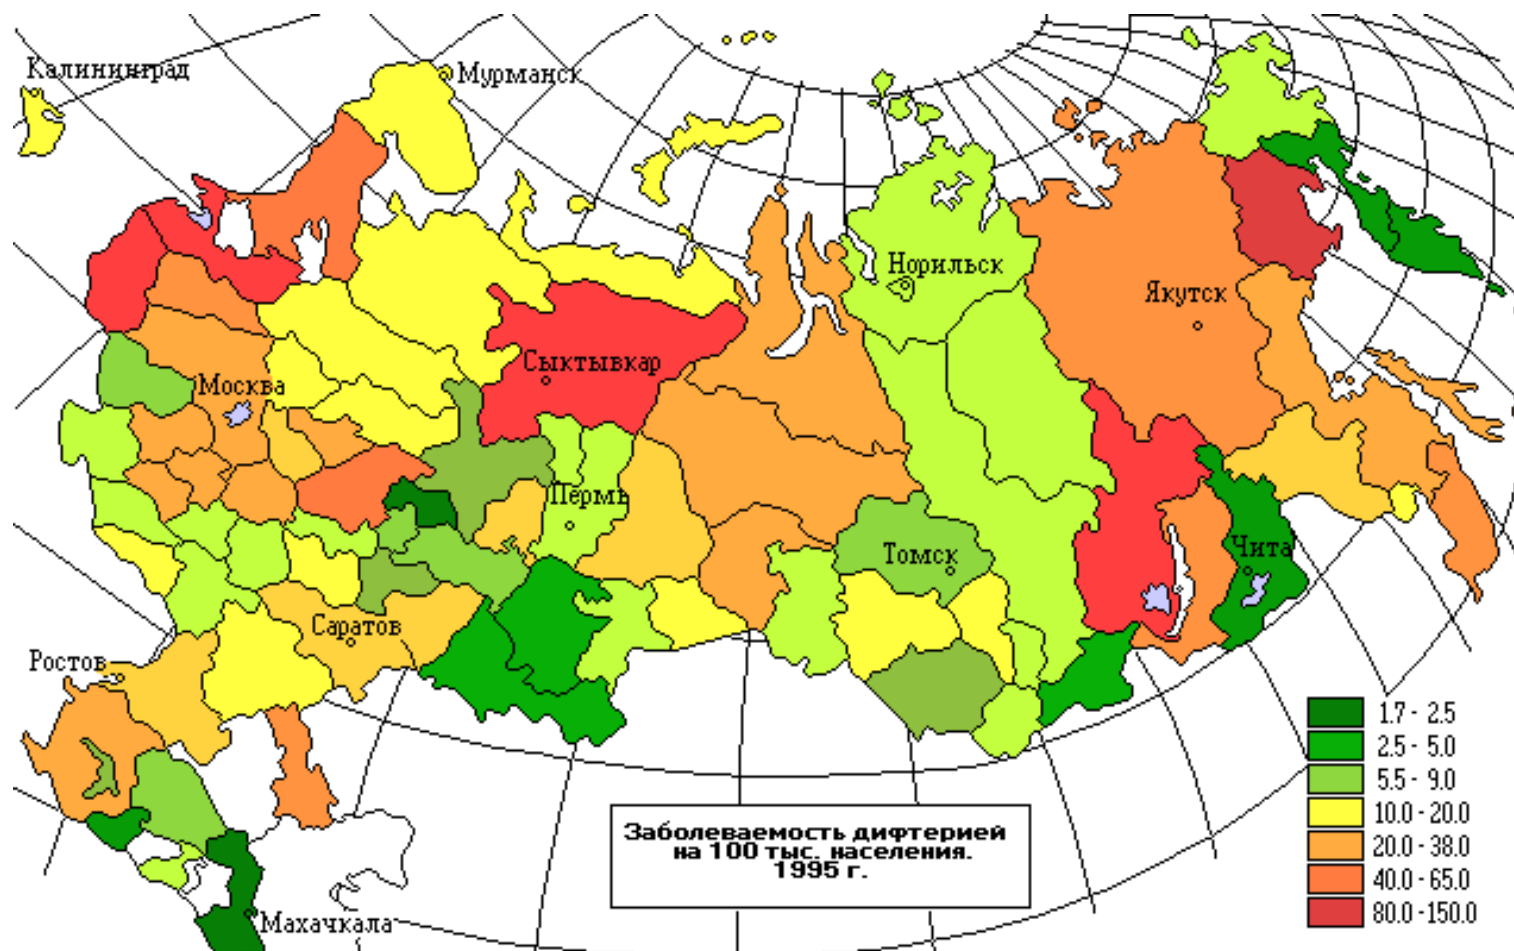 Калининград
Мурманск
Норильск
Якутск
Сыктывкар
Москва
Пермь
Томск
Чита
Саратов
Ростов
Махачкала
1.7 - 2.5
2.5 - 5.0
5.5 - 9.0
10.0 - 20.0
20.0 - 38.0
40.0 - 65.0
80.0 -150.0
Заболеваемость дифтерией
на 100 тыс. населения.
1995 г.